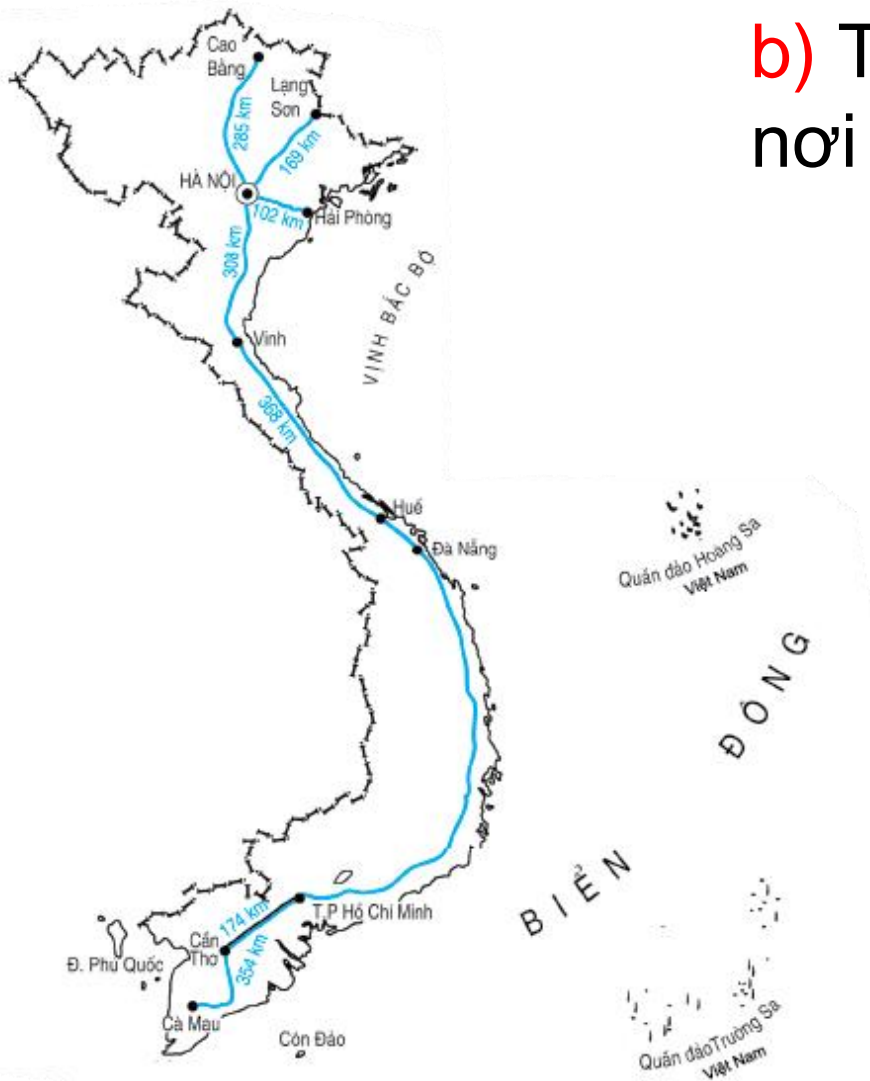 b) T
nơi
Cao
Bằng
Lạng
Sơn
285 km
169 km
HÀ NỘI
102 km
Hải Phòng
308 km
VỊNH BẮC BỘ
Vinh
368 km
Huế
Đà Nẵng
Quần đảo Hoàng Sa
Việt Nam
BIỂN ĐÔNG
174 km
T.P Hồ Chí Minh
Cần
Thơ
354 km
Đ. Phú Quốc
Cà Mau
Côn Đảo
Quần đảo Trường Sa
Việt Nam